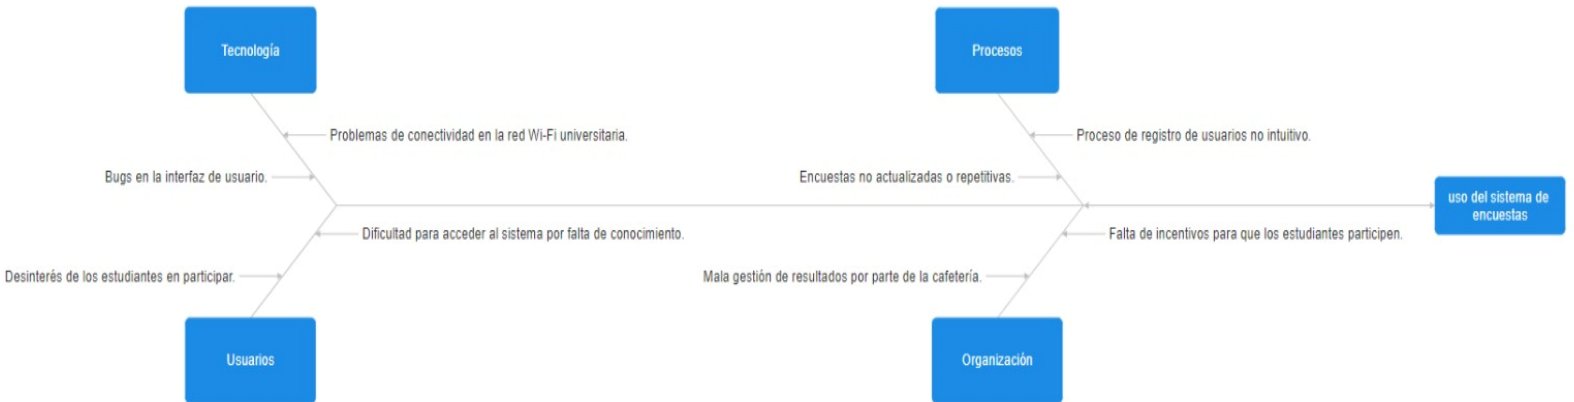 Tecnología
Procesos
Problemas de conectividad en la red Wi-Fi universitaria.
Proceso de registro de usuarios no intuitivo.
Bugs en la interfaz de usuario.
Encuestas no actualizadas o repetitivas.
uso del sistema de
encuestas
Dificultad para acceder al sistema por falta de conocimiento.
Falta de incentivos para que los estudiantes participen.
Desinterés de los estudiantes en participar.
Mala gestión de resultados por parte de la cafetería.
Usuarios
Organización